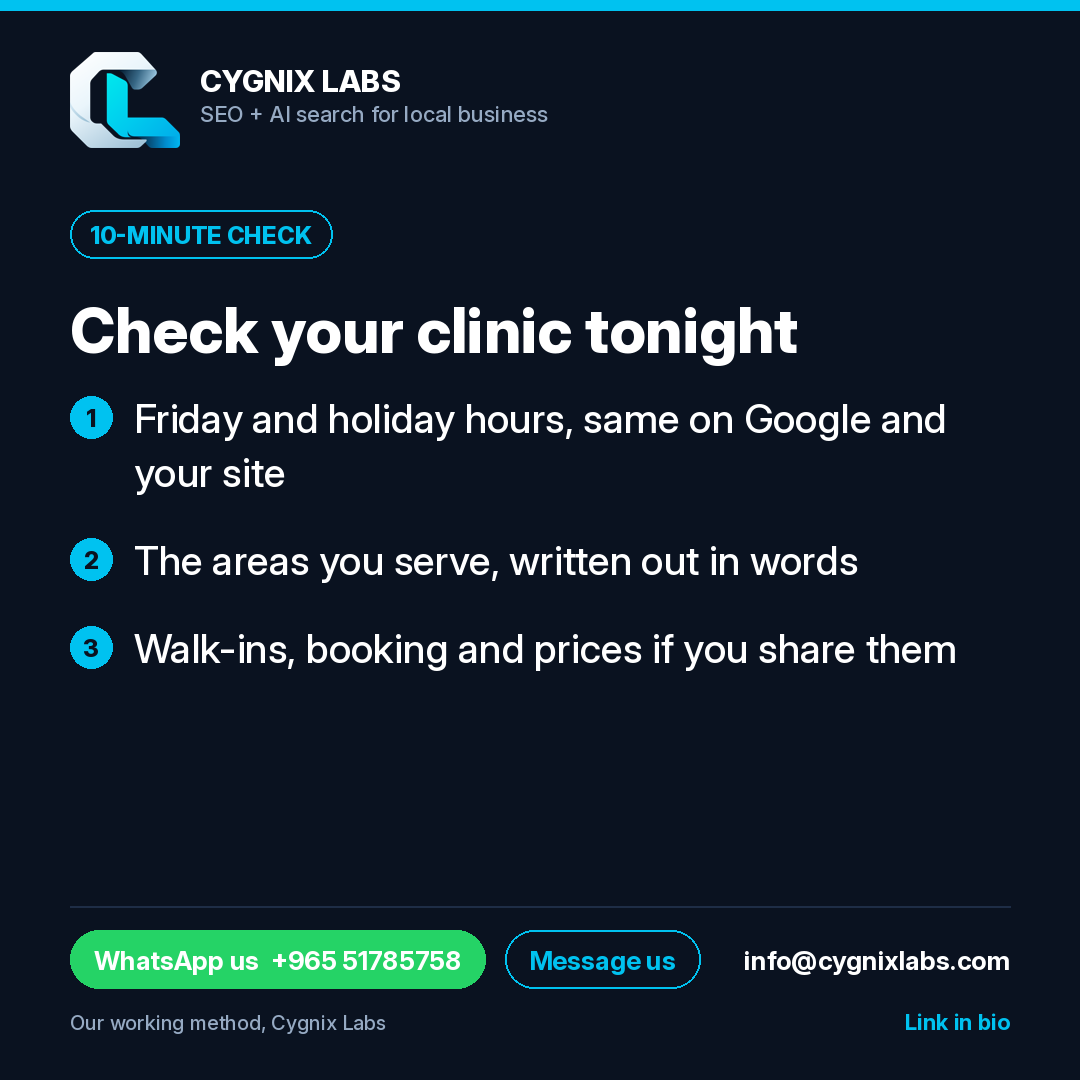 CYGNIX LABS
SEO + AI search for local business
10-MINUTE CHECK
Check your clinic tonight
1 Friday and holiday hours, same on Google and
your site
2 The areas you serve, written out in words
3 Walk-ins, booking and prices if you share them
WhatsApp us +965 51785758 Message us info@cygnixlabs.com
Our working method, Cygnix Labs Link in bio